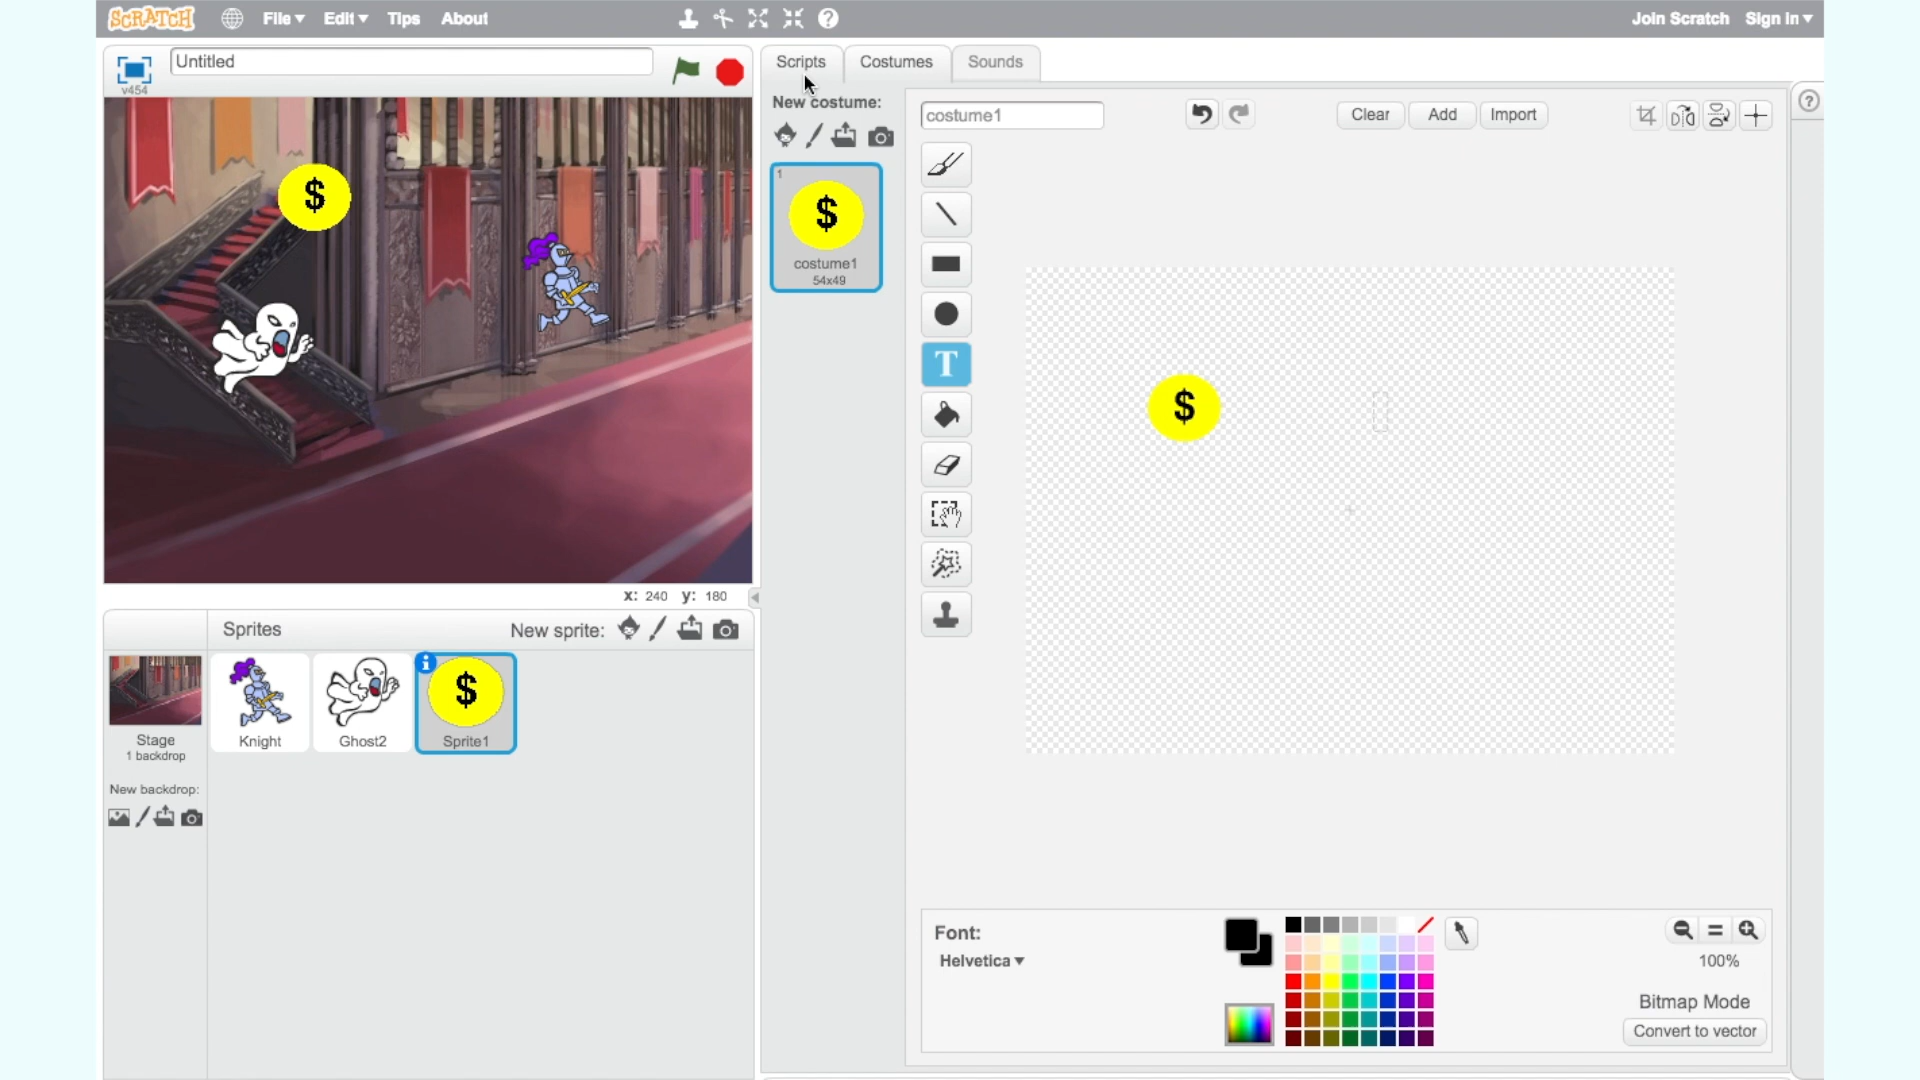 SCRATCH File Edit Tips About Join Scratch Sign in
v454 Untitled
Scripts Costumes Sounds
New costume:
costume1 Clear Add Import
1
$
costume1
54x49
$
$
T
x: 240 y: 180
Sprites New sprite:
$
Stage
1 backdrop
Knight Ghost2 Sprite1
New backdrop:
Font:
Helvetica
100%
Bitmap Mode
Convert to vector